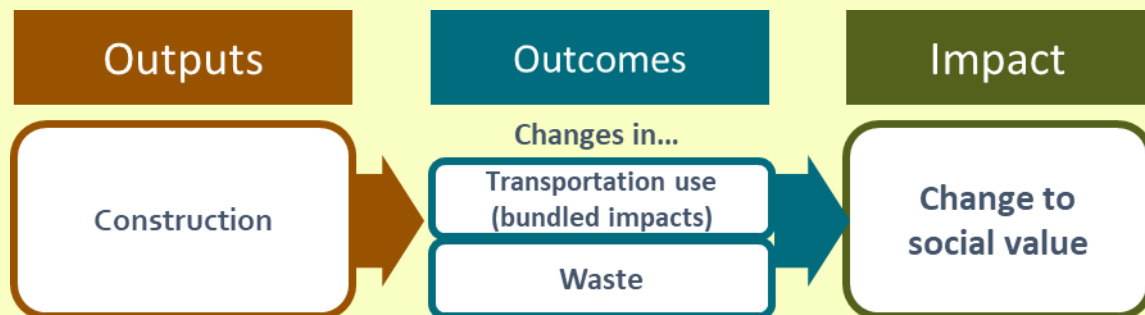 Outputs
Outcomes
Impact
Construction
Changes in...
Transportation use
(bundled impacts)
Waste
Change to
social value